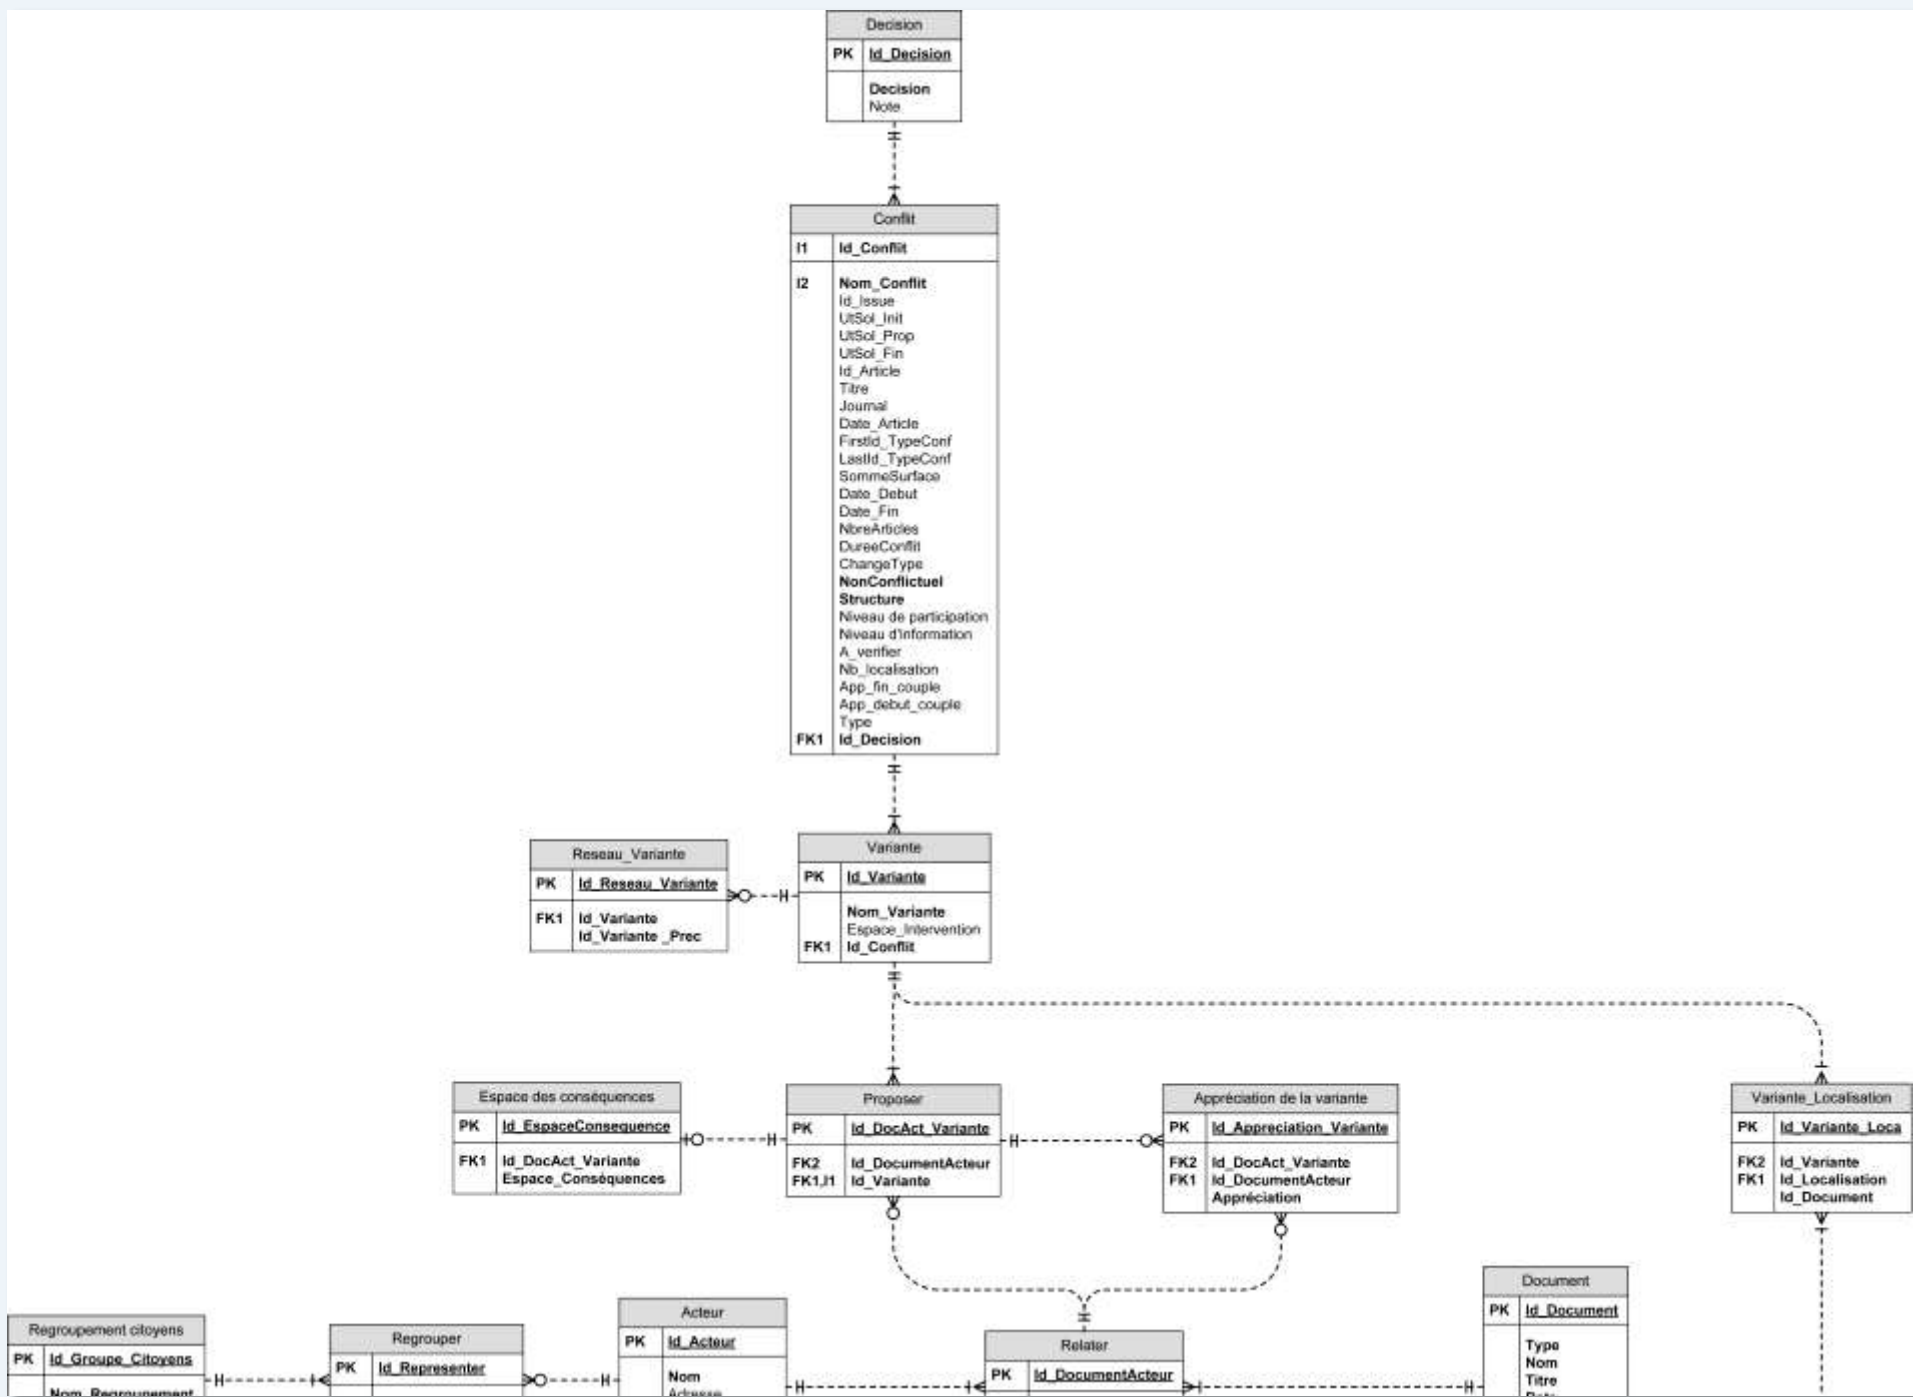 Decision
PK Id_Decision
Decision
Note
Conflit
I1 Id_Conflit
I2 Nom_Conflit
Id_Issue
UtSol_Init
UtSol_Prop
UtSol_Fin
Id_Article
Titre
Journal
Date_Article
FirstId_TypeConf
LastId_TypeConf
SommeSurface
Date_Debut
Date_Fin
NbreArticles
DureeConflit
ChangeType
NonConflictuel
Structure
Niveau de participation
Niveau d'information
A_verifier
Nb_localisation
App_fin_couple
App_debut_couple
Type
FK1 Id_Decision
Reseau_Variante
PK Id_Reseau_Variante
FK1 Id_Variante
Id_Variante _Prec
Variante
PK Id_Variante
Nom_Variante
Espace_Intervention
FK1 Id_Conflit
Espace des conséquences
PK Id_EspaceConsequence
FK1 Id_DocAct_Variante
Espace_Conséquences
Proposer
PK Id_DocAct_Variante
FK2 Id_DocumentActeur
FK1,I1 Id_Variante
Appréciation de la variante
PK Id_Appreciation_Variante
FK2 Id_DocAct_Variante
FK1 Id_DocumentActeur
Appréciation
Variante_Localisation
PK Id_Variante_Loca
FK2 Id_Variante
FK1 Id_Localisation
Id_Document
Regroupement citoyens
PK Id_Groupe_Citoyens
Nom_Regroupement
Regrouper
PK Id_Representer
Acteur
PK Id_Acteur
Nom
Adresse
Relater
PK Id_DocumentActeur
Document
PK Id_Document
Type
Nom
Titre